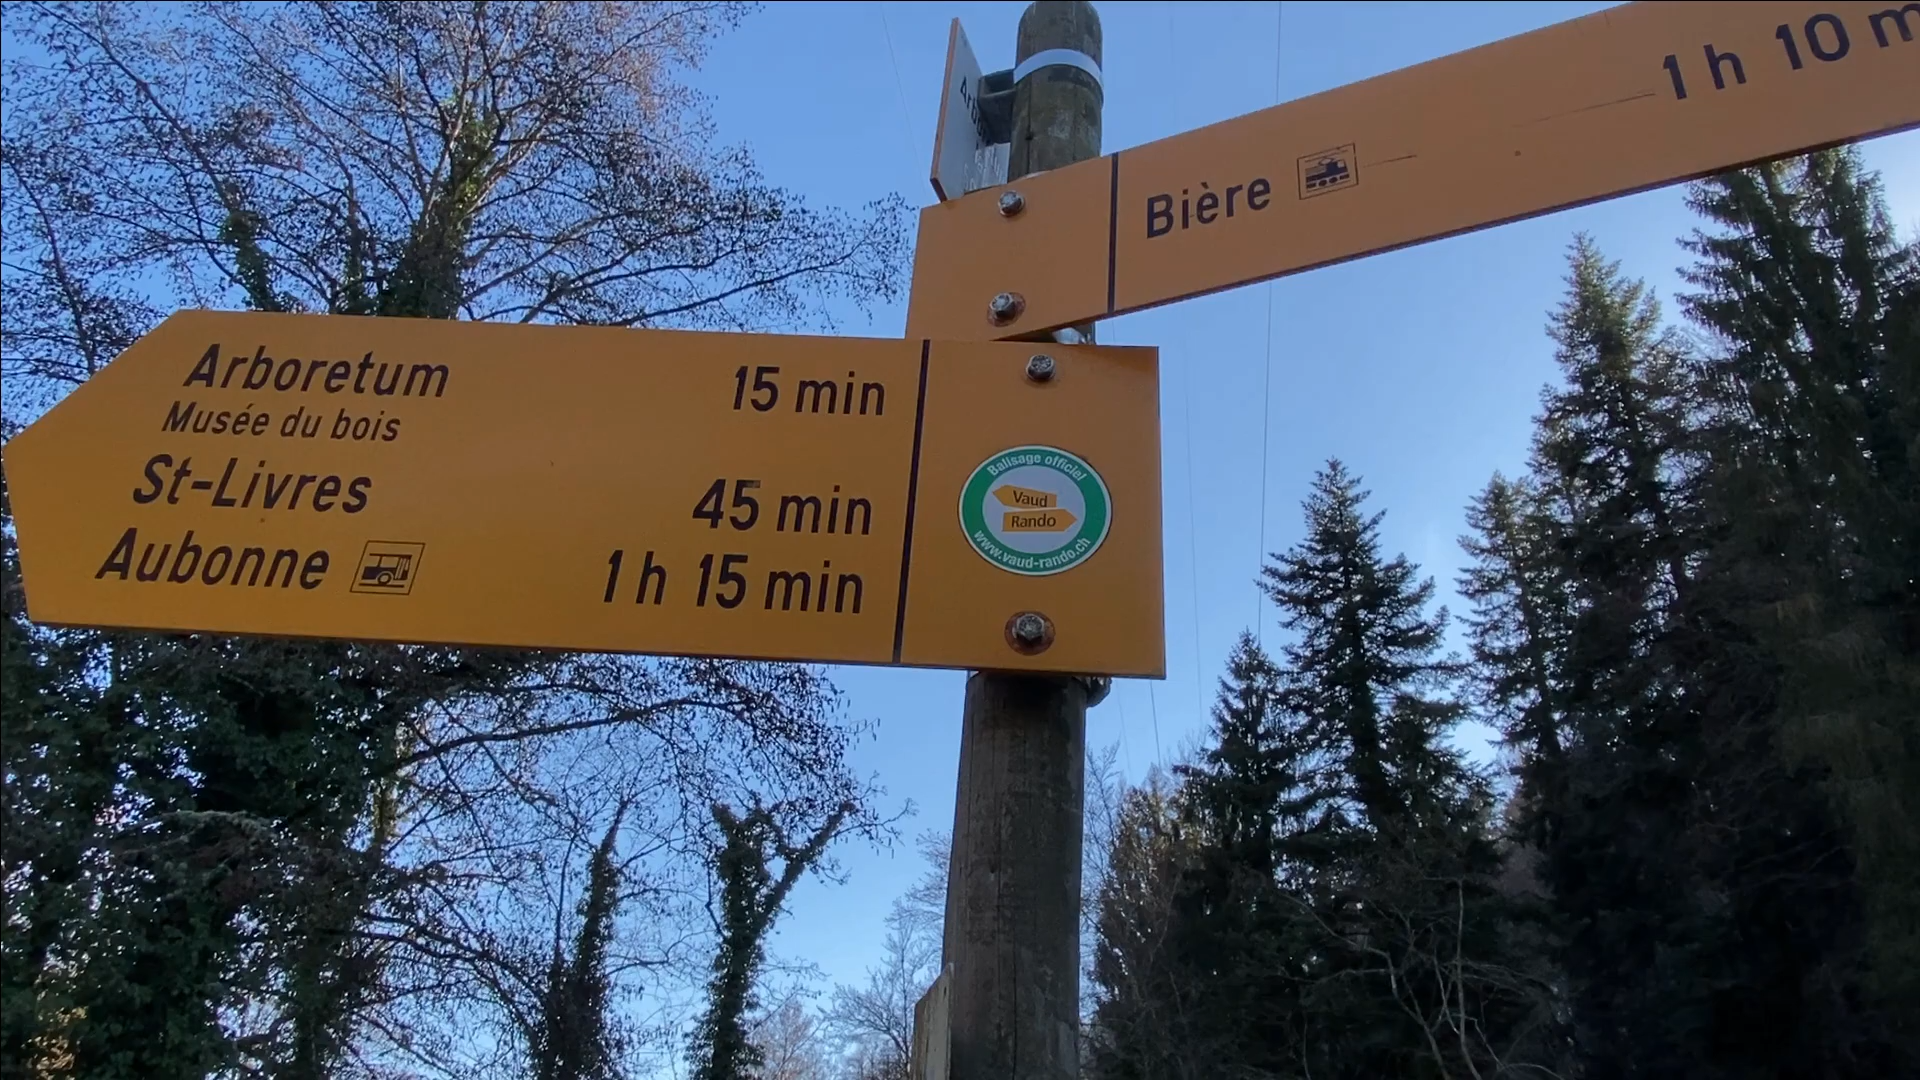 Bière 1 h 10 m
Arboretum 15 min
Musée du bois
St-Livres 45 min
Aubonne 1 h 15 min
Balisage officiel
Vaud
Rando
www.vaud-rando.ch